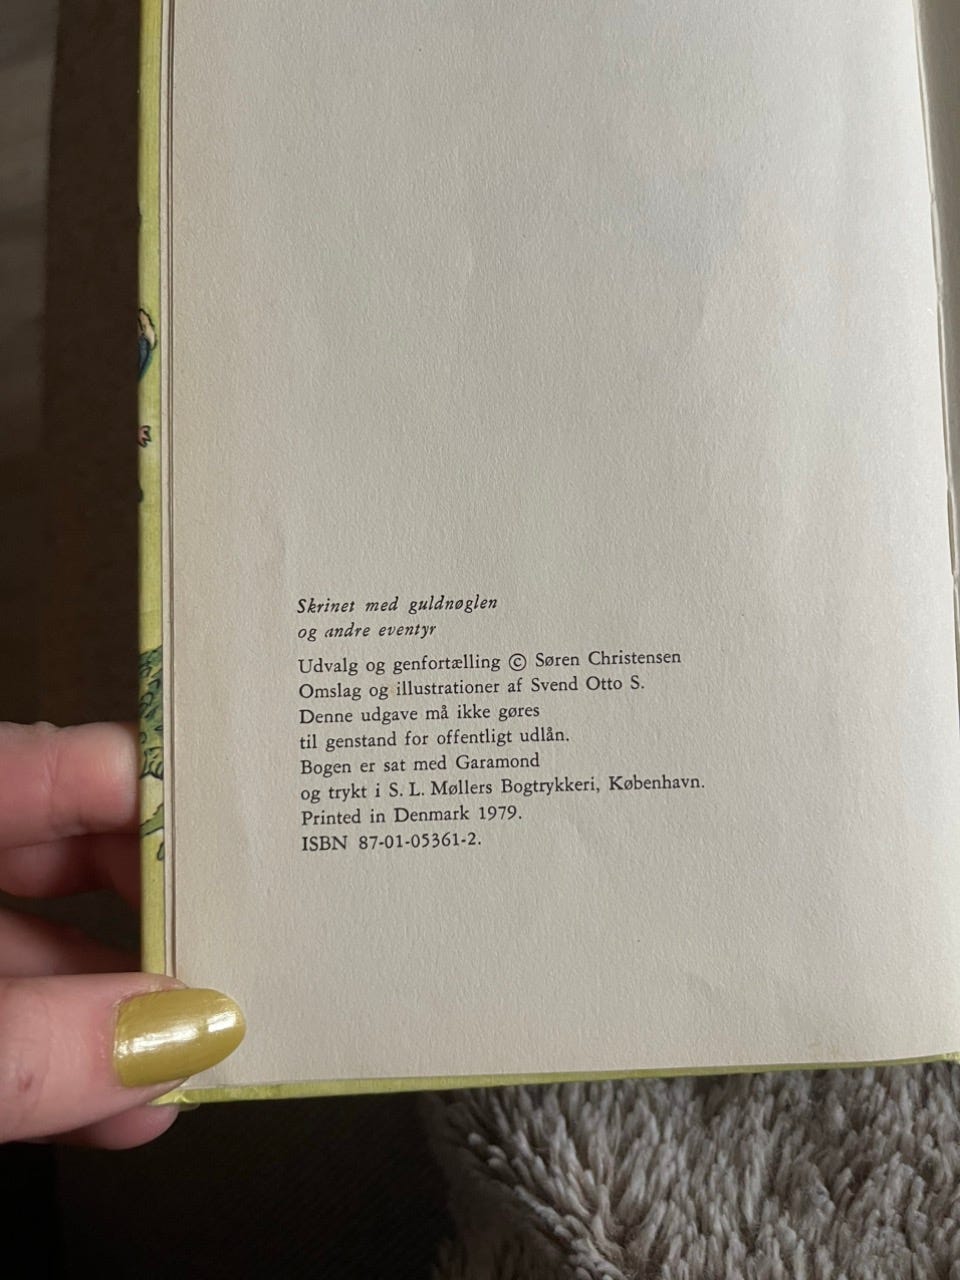 Skrinet med guldnøglen
og andre eventyr
Udvalg og genfortælling © Søren Christensen
Omslag og illustrationer af Svend Otto S.
Denne udgave må ikke gøres
til genstand for offentligt udlån.
Bogen er sat med Garamond
og trykt i S. L. Møllers Bogtrykkeri, København.
Printed in Denmark 1979.
ISBN 87-01-05361-2.